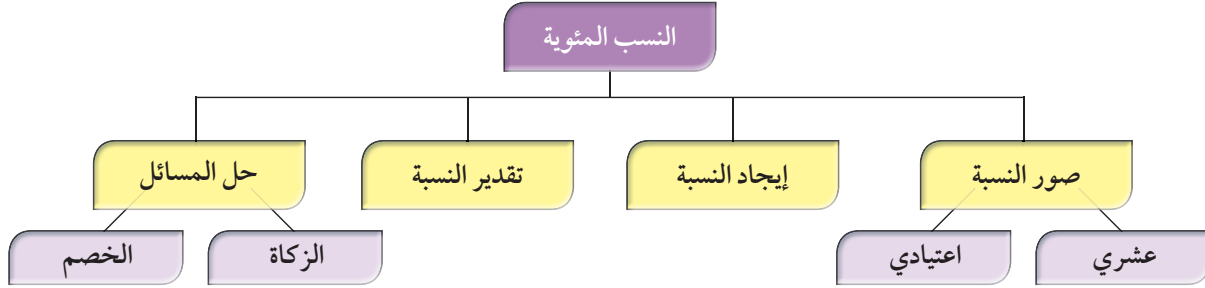 النسب المئوية
صور النسبة
إيجاد النسبة
تقدير النسبة
حل المسائل
عشري
اعتيادي
الزكاة
الخصم